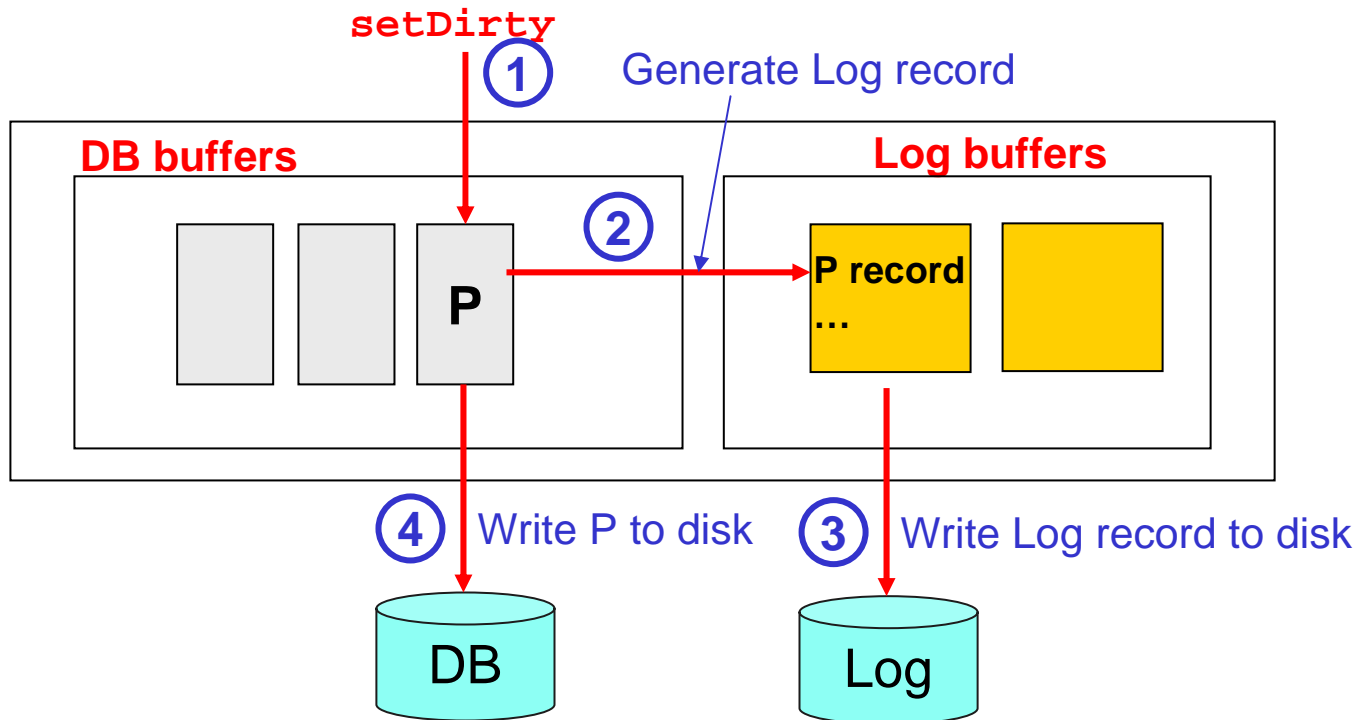 setDirty
1
Generate Log record
DB buffers
Log buffers
2
P
P record
...
4
Write P to disk
3
Write Log record to disk
DB
Log